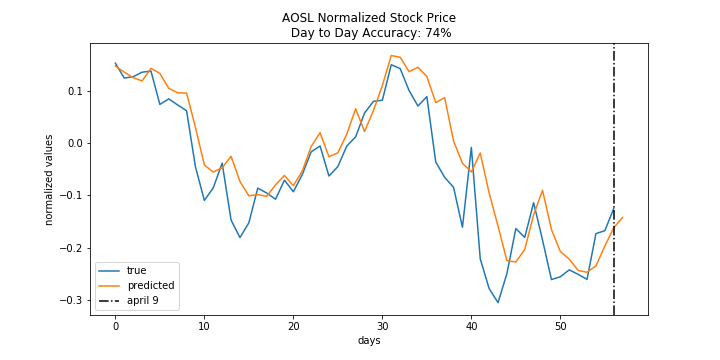 AOSL Normalized Stock Price
Day to Day Accuracy: 74%
normalized values
0.1
0.0
−0.1
−0.2
−0.3
true
predicted
april 9
0
10
20
30
40
50
days